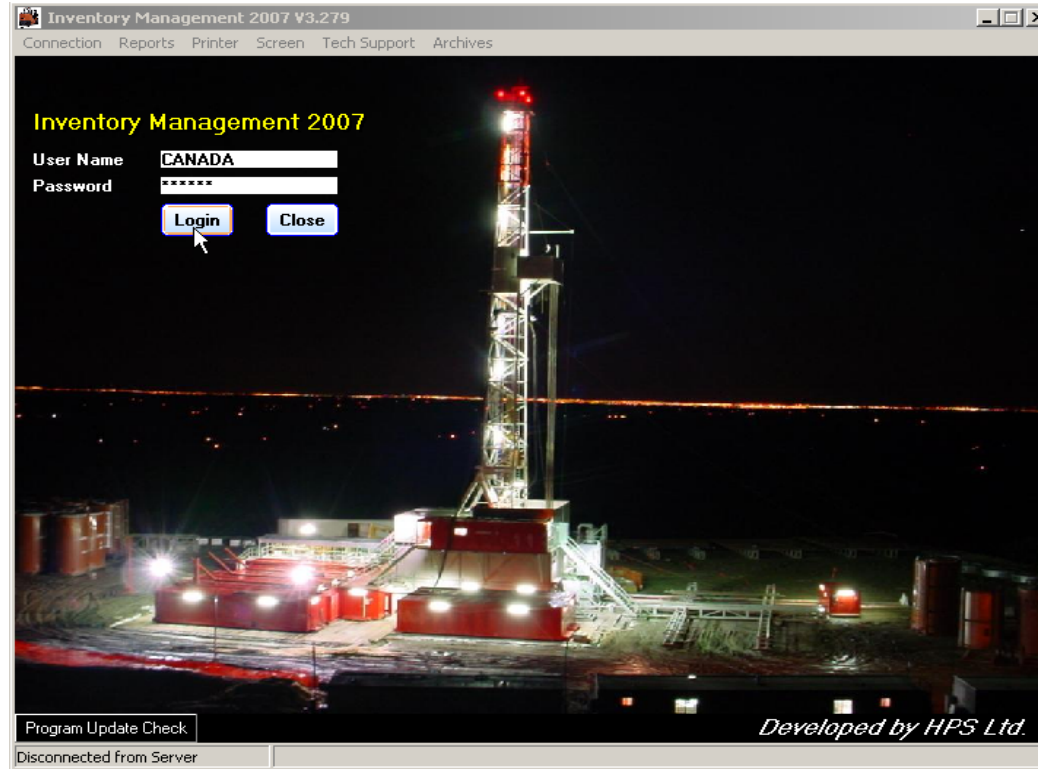 Inventory Management 2007 V3.279
Connection Reports Printer Screen Tech Support Archives
Inventory Management 2007
User Name CANADA
Password ******
Login Close
Program Update Check
Developed by HPS Ltd.
Disconnected from Server